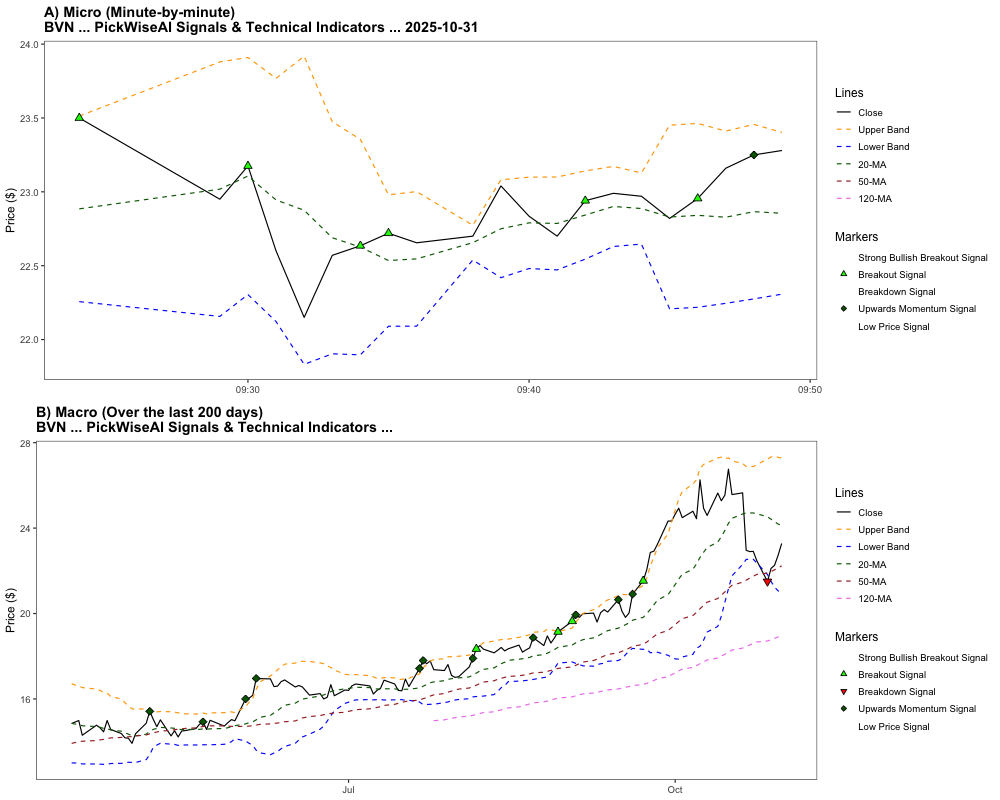 A) Micro (Minute-by-minute)
BVN ... PickWiseAI Signals & Technical Indicators ... 2025-10-31
24.0
23.5
23.0
22.5
22.0
Price ($)
09:30
09:40
09:50
Lines
Close
Upper Band
Lower Band
20-MA
50-MA
120-MA
Markers
Strong Bullish Breakout Signal
Breakout Signal
Breakdown Signal
Upwards Momentum Signal
Low Price Signal
B) Macro (Over the last 200 days)
BVN ... PickWiseAI Signals & Technical Indicators ...
28
24
20
16
Price ($)
Jul
Oct
Lines
Close
Upper Band
Lower Band
20-MA
50-MA
120-MA
Markers
Strong Bullish Breakout Signal
Breakout Signal
Breakdown Signal
Upwards Momentum Signal
Low Price Signal